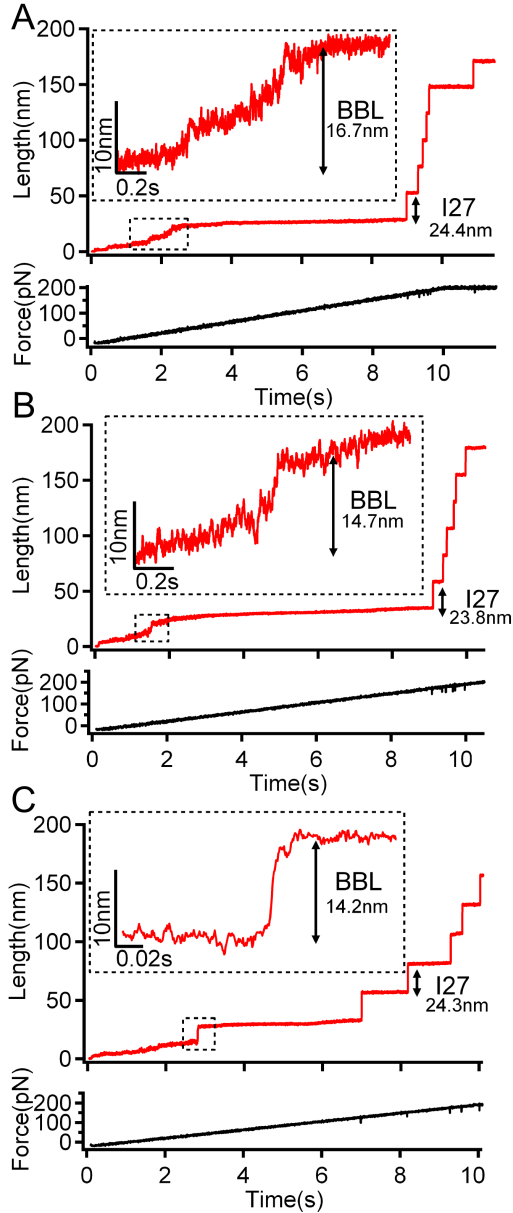 A
200
150
100
50
0
Length(nm)
10nm
0.2s
BBL
16.7nm
I27
24.4nm
200
100
0
Force(pN)
0 2 4 6 8 10
Time(s)
B
200
150
100
50
0
Length(nm)
10nm
0.2s
BBL
14.7nm
I27
23.8nm
200
100
0
Force(pN)
0 2 4 6 8 10
Time(s)
C
200
150
100
50
0
Length(nm)
10nm
0.02s
BBL
14.2nm
I27
24.3nm
200
100
0
Force(pN)
0 2 4 6 8 10
Time(s)